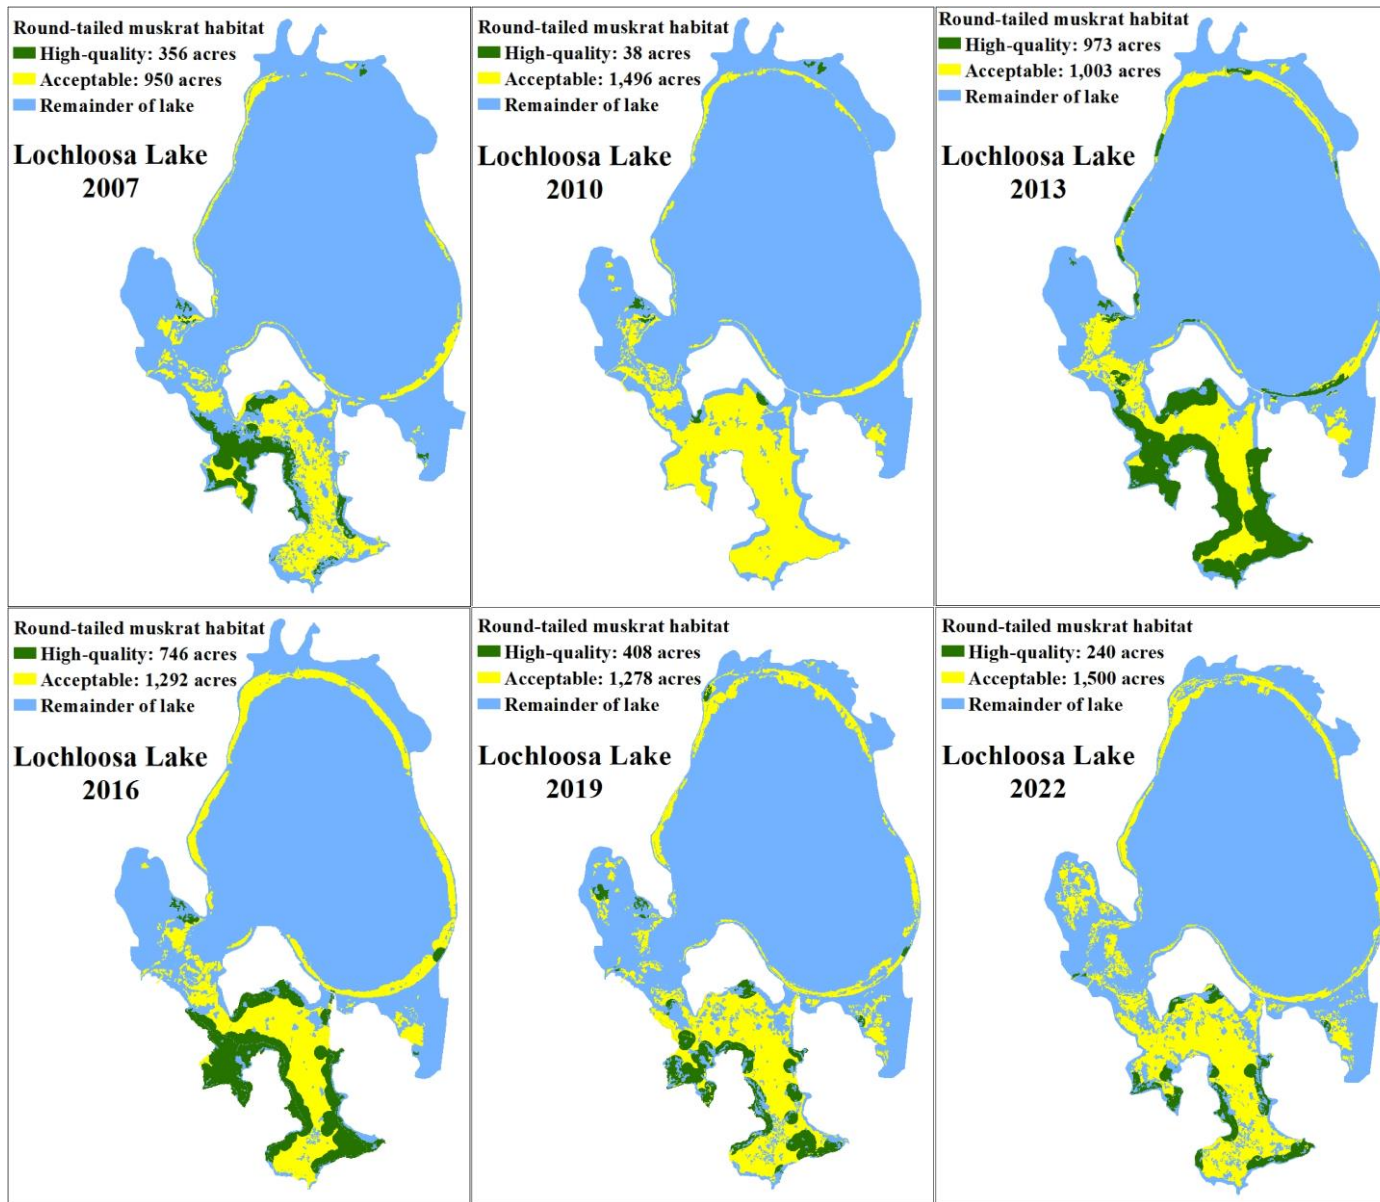 Round-tailed muskrat habitat
High-quality: 356 acres
Acceptable: 950 acres
Remainder of lake
Lochloosa Lake
2007
Round-tailed muskrat habitat
High-quality: 38 acres
Acceptable: 1,496 acres
Remainder of lake
Lochloosa Lake
2010
Round-tailed muskrat habitat
High-quality: 973 acres
Acceptable: 1,003 acres
Remainder of lake
Lochloosa Lake
2013
Round-tailed muskrat habitat
High-quality: 746 acres
Acceptable: 1,292 acres
Remainder of lake
Lochloosa Lake
2016
Round-tailed muskrat habitat
High-quality: 408 acres
Acceptable: 1,278 acres
Remainder of lake
Lochloosa Lake
2019
Round-tailed muskrat habitat
High-quality: 240 acres
Acceptable: 1,500 acres
Remainder of lake
Lochloosa Lake
2022